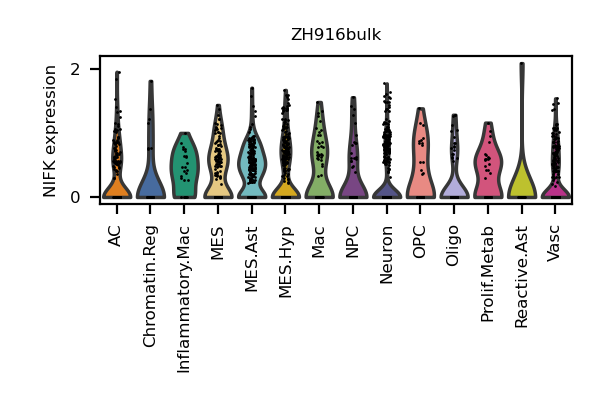 ZH916bulk
NIFK expression
2
0
AC
Chromatin.Reg
Inflammatory.Mac
MES
MES.Ast
MES.Hyp
Mac
NPC
Neuron
OPC
Oligo
Prolif.Metab
Reactive.Ast
Vasc